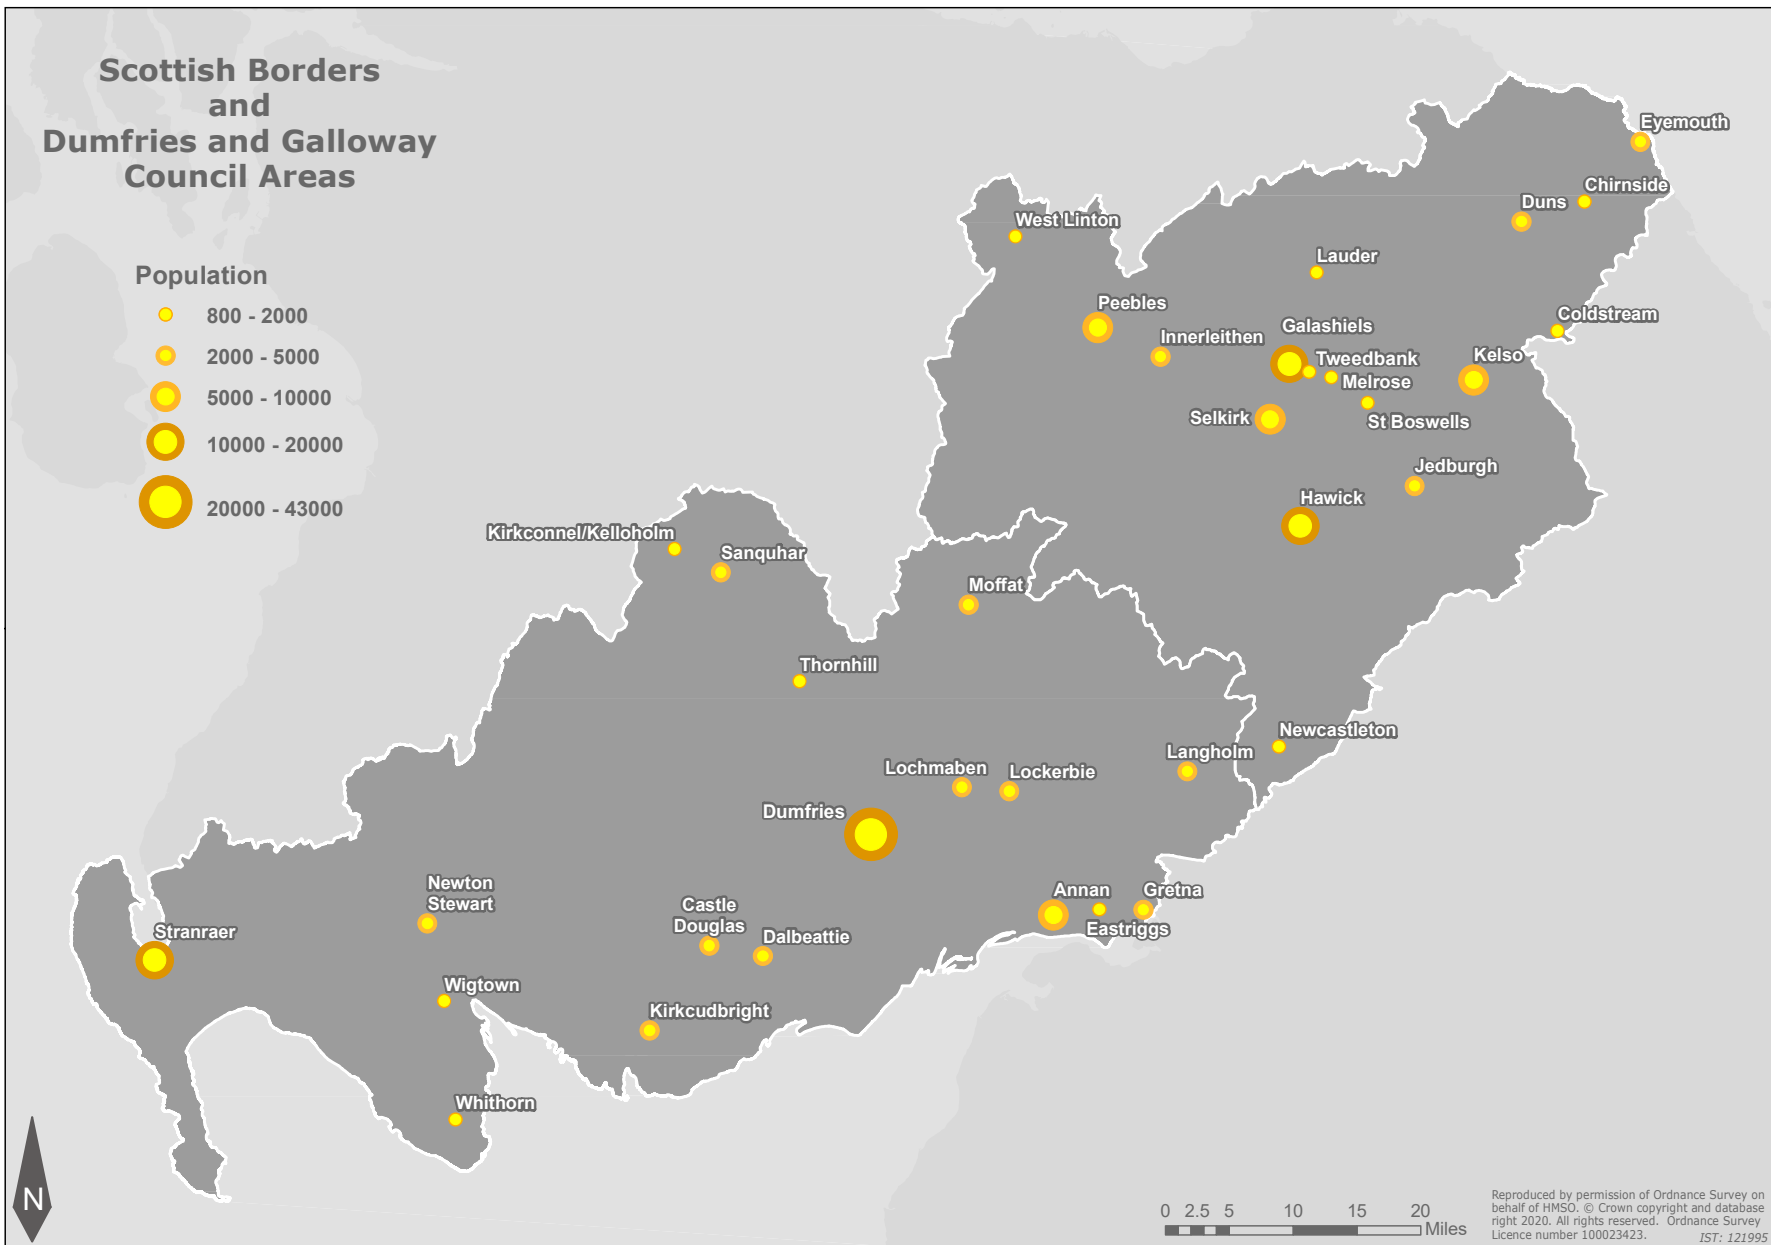 Scottish Borders
and
Dumfries and Galloway
Council Areas
Population
800 - 2000
2000 - 5000
5000 - 10000
10000 - 20000
20000 - 43000
Eyemouth
Chirnside
Duns
West Linton
Lauder
Peebles
Coldstream
Galashiels
Innerleithen
Tweedbank
Kelso
Melrose
Selkirk
St Boswells
Jedburgh
Hawick
Kirkconnel/Kelloholm
Sanquhar
Moffat
Thornhill
Newcastleton
Langholm
Lochmaben
Lockerbie
Dumfries
Newton
Stewart
Castle
Douglas
Annan
Gretna
Eastriggs
Stranraer
Dalbeattie
Wigtown
Kirkcudbright
Whithorn
N
0 2.5 5 10 15 20
Miles
Reproduced by permission of Ordnance Survey on
behalf of HMSO. © Crown copyright and database
right 2020. All rights reserved. Ordnance Survey
Licence number 100023423.
IST: 121995